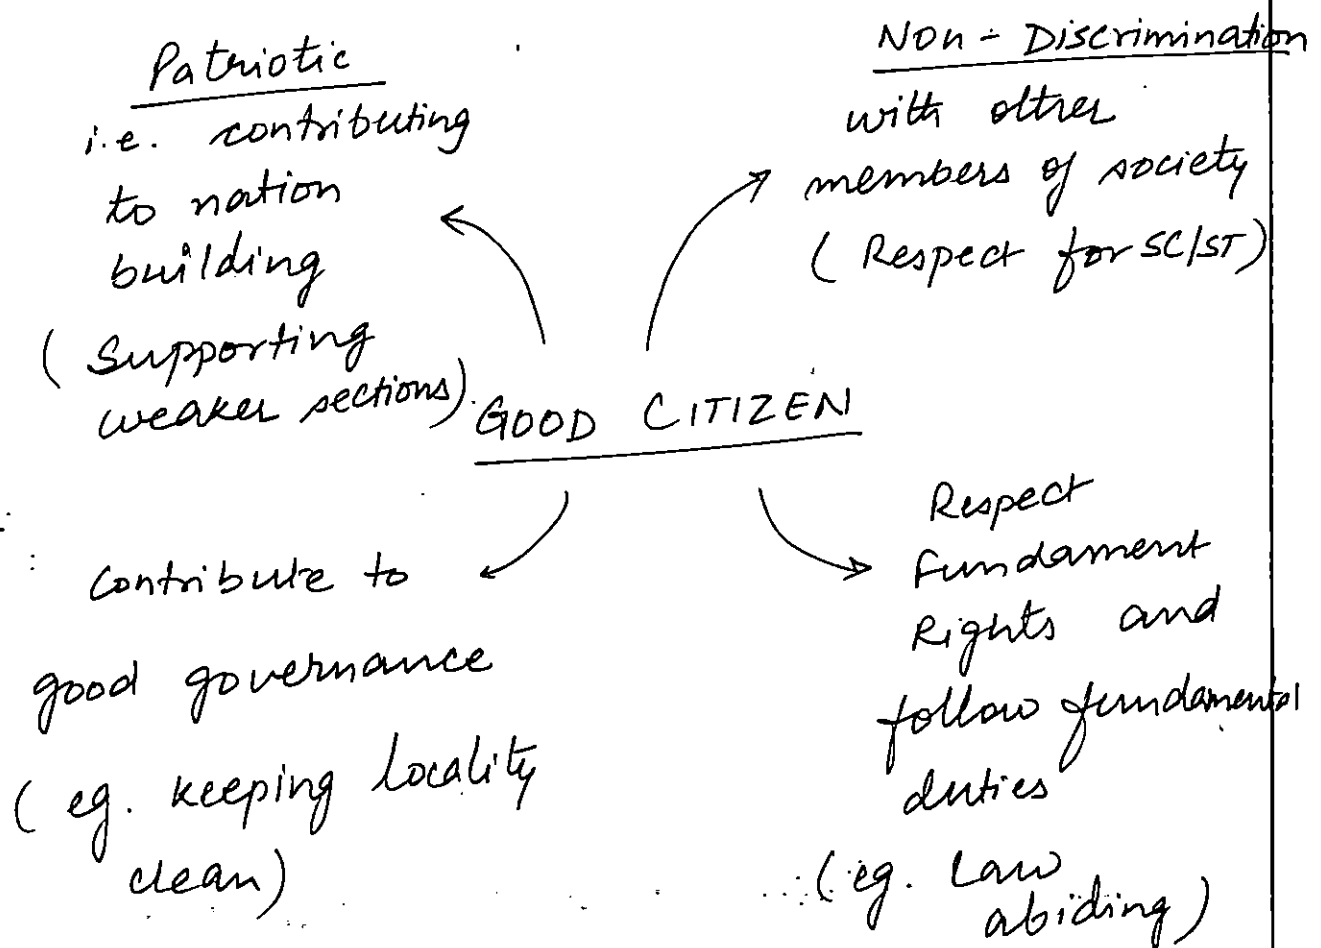 Patriotic
i.e. contributing
to nation
building
(Supporting
weaker sections)
Non - Discrimination
with other
members of society
(Respect for SC/ST)
GOOD CITIZEN
Contribute to
good governance
(eg. keeping locality
clean)
Respect
Fundament
Rights and
follow fundamental
duties
(eg. Law
abiding)